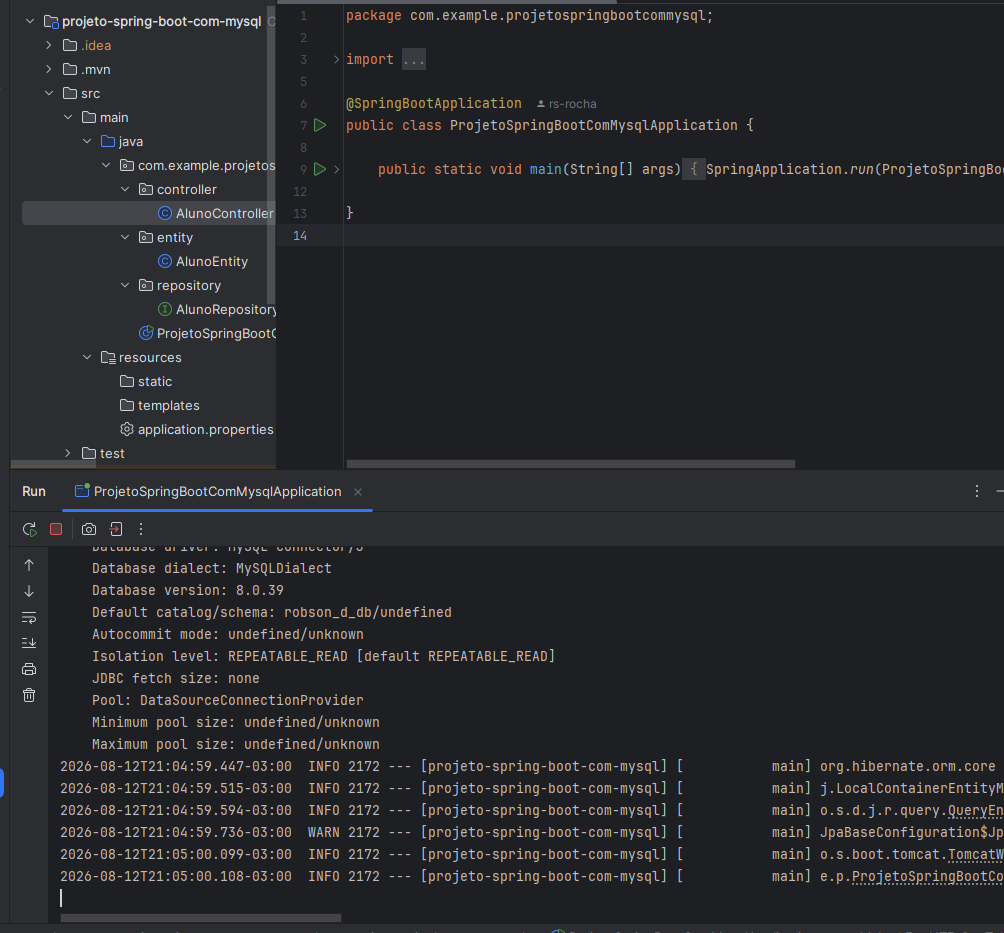 projeto-spring-boot-com-mysql
.idea
.mvn
src
main
java
com.example.projetos
controller
AlunoController
entity
AlunoEntity
repository
AlunoRepository
ProjetoSpringBootC
resources
static
templates
application.properties
test
1 package com.example.projetospringbootcommysql;
2
3 import ...
5
6 @SpringBootApplication rs-rocha
7 public class ProjetoSpringBootComMysqlApplication {
8
9 public static void main(String[] args) { SpringApplication.run(ProjetoSpringBoo
12
13 }
14
Run ProjetoSpringBootComMysqlApplication
Database driver: MySQL Connector/J
Database dialect: MySQLDialect
Database version: 8.0.39
Default catalog/schema: robson_d_db/undefined
Autocommit mode: undefined/unknown
Isolation level: REPEATABLE_READ [default REPEATABLE_READ]
JDBC fetch size: none
Pool: DataSourceConnectionProvider
Minimum pool size: undefined/unknown
Maximum pool size: undefined/unknown
2026-08-12T21:04:59.447-03:00 INFO 2172 --- [projeto-spring-boot-com-mysql] [ main] org.hibernate.orm.core
2026-08-12T21:04:59.515-03:00 INFO 2172 --- [projeto-spring-boot-com-mysql] [ main] j.LocalContainerEntityM
2026-08-12T21:04:59.594-03:00 INFO 2172 --- [projeto-spring-boot-com-mysql] [ main] o.s.d.j.r.query.QueryEn
2026-08-12T21:04:59.736-03:00 WARN 2172 --- [projeto-spring-boot-com-mysql] [ main] JpaBaseConfiguration$Jp
2026-08-12T21:05:00.099-03:00 INFO 2172 --- [projeto-spring-boot-com-mysql] [ main] o.s.boot.tomcat.TomcatW
2026-08-12T21:05:00.108-03:00 INFO 2172 --- [projeto-spring-boot-com-mysql] [ main] e.p.ProjetoSpringBootCo